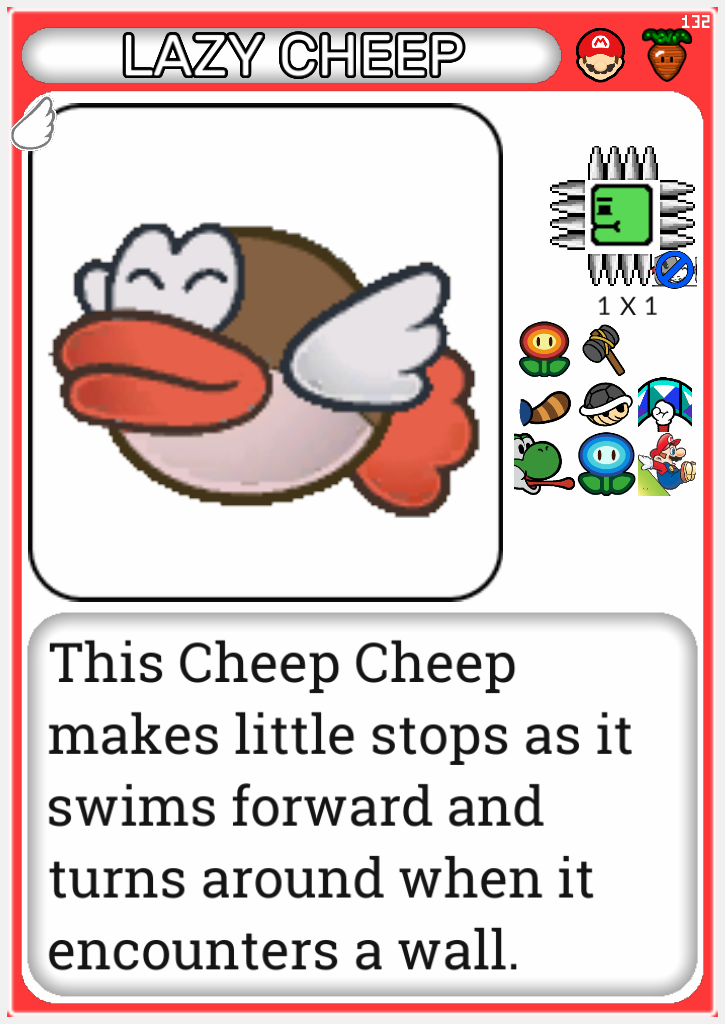 132
LAZY CHEEP
1 X 1
This Cheep Cheep
makes little stops as it
swims forward and
turns around when it
encounters a wall.